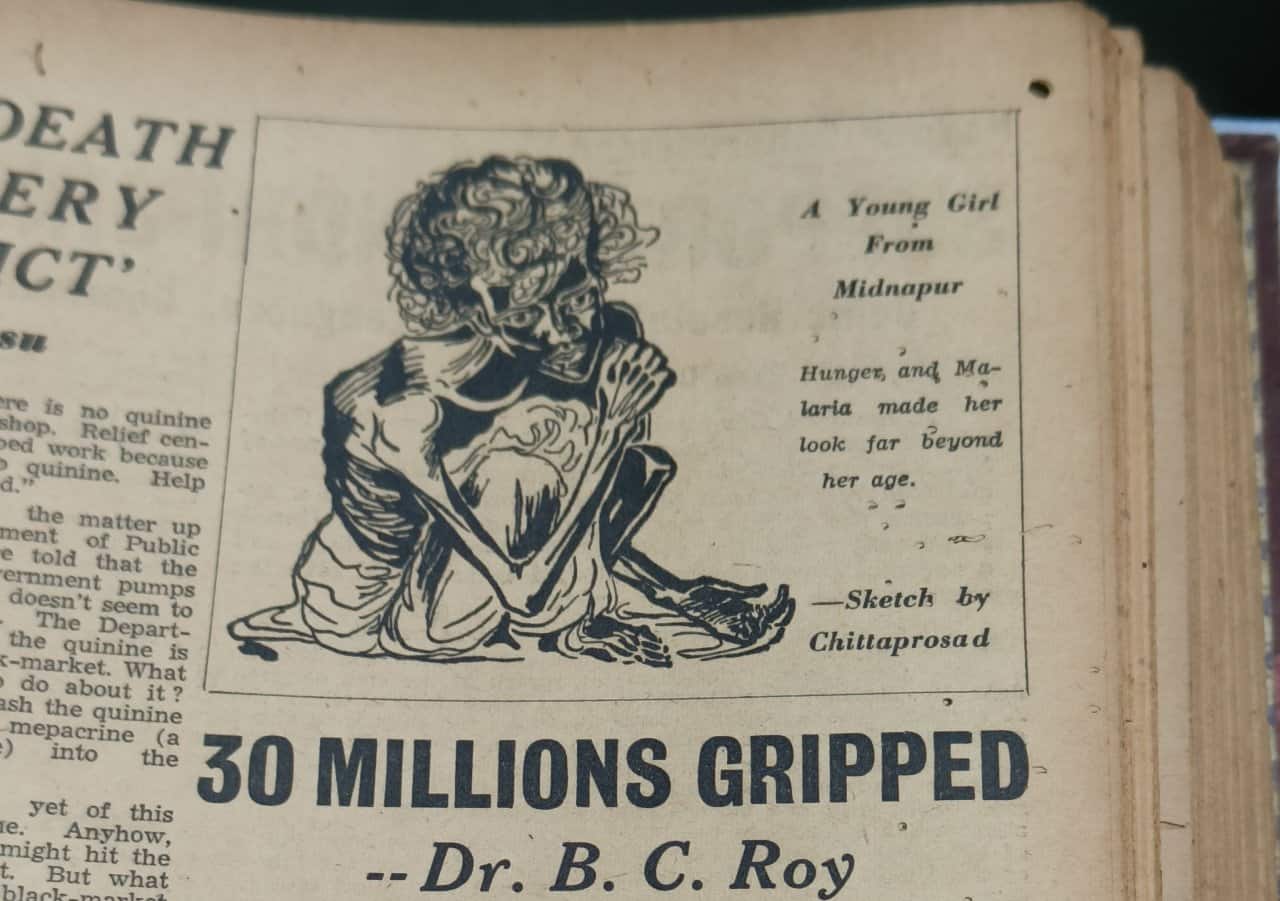 DEATH
ERY
ICT'
su
ere is no quinine
shop. Relief cen-
ped work because
quinine. Help
d."
the matter up
ment of Public
e told that the
ernment pumps
doesn't seem to
The Depart-
the quinine is
k-market. What
do about it?
ash the quinine
mepacrine (a
e) into the
yet of this
ne. Anyhow,
might hit the
t. But what
black-market
A Young Girl
From
Midnapur
Hunger, and Ma-
laria made her
look far beyond
her age.
—Sketch by
Chittaprosad
30 MILLIONS GRIPPED
--Dr. B. C. Roy